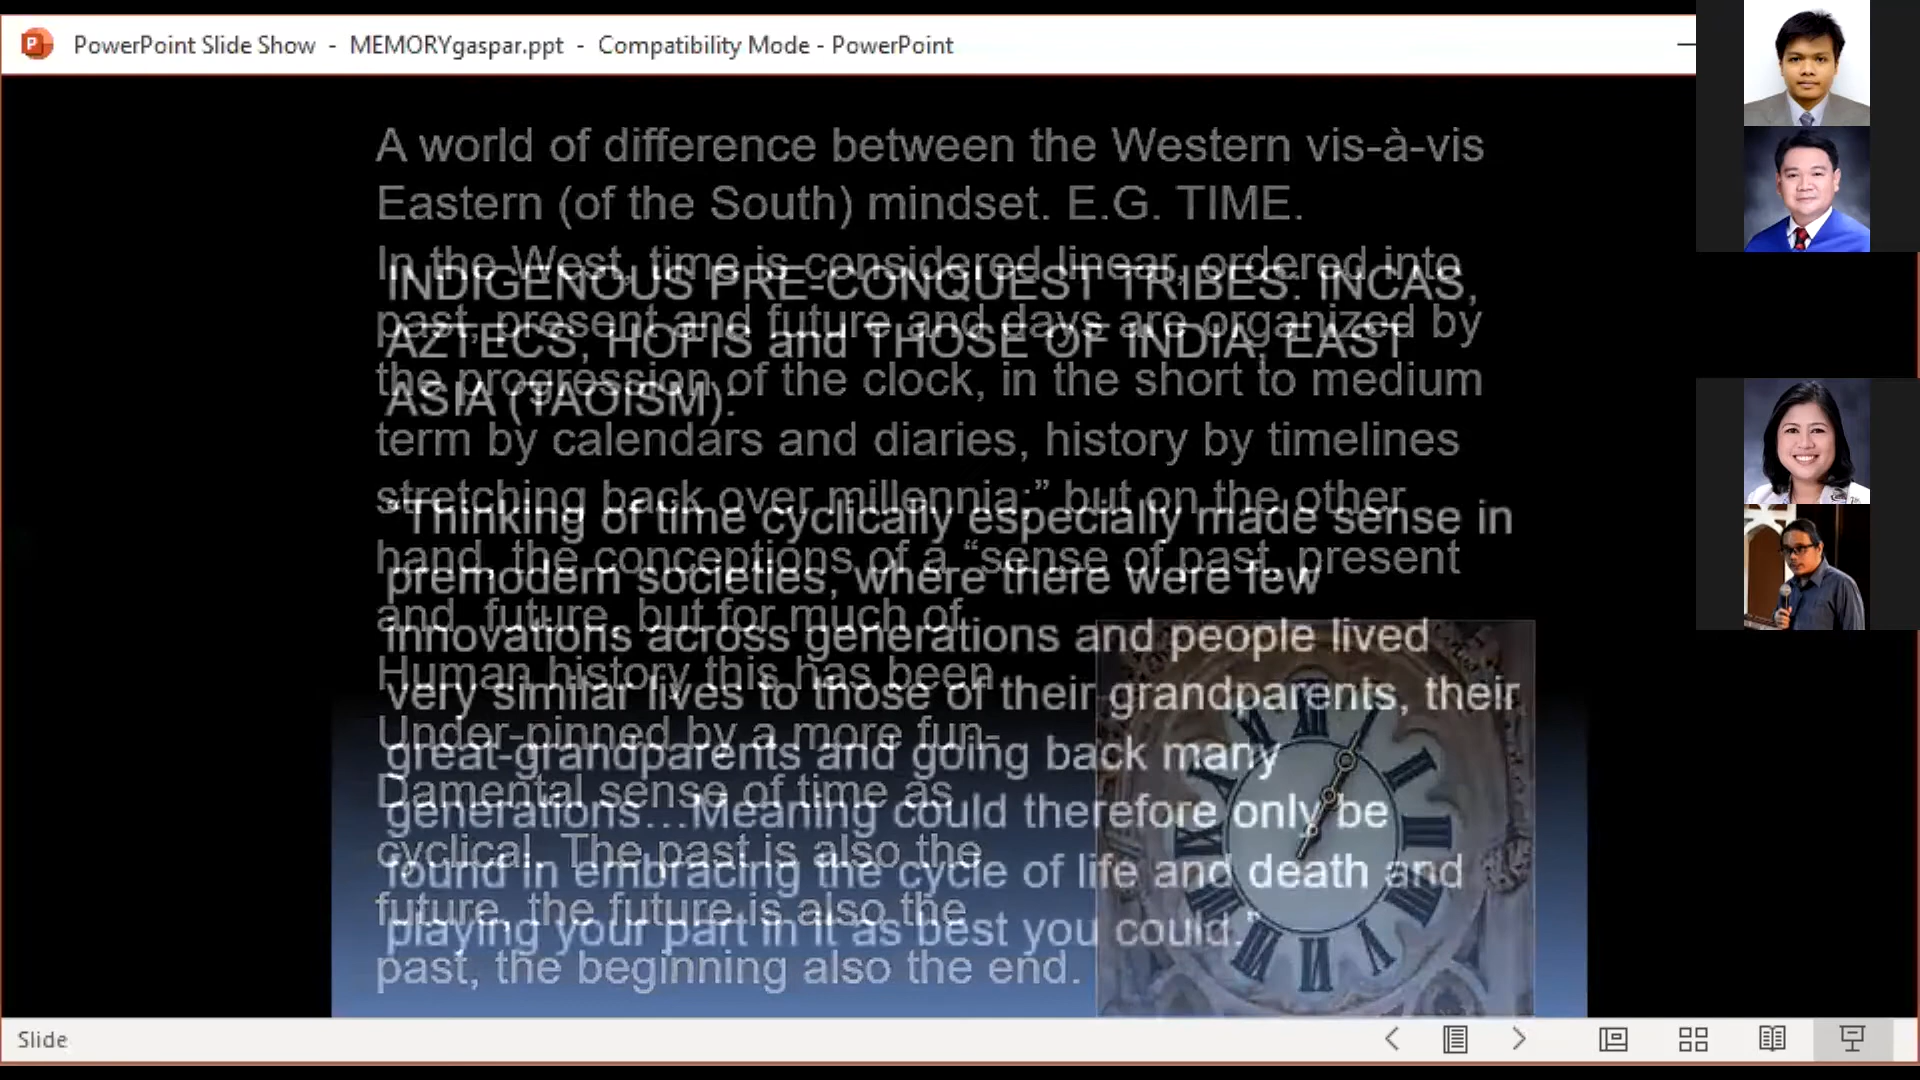 PowerPoint Slide Show - MEMORYgaspar.ppt - Compatibility Mode - PowerPoint
A world of difference between the Western vis-à-vis
Eastern (of the South) mindset. E.G. TIME.
In the West, time is considered linear, ordered into
past, present and future and days are organized by
the progression of the clock, in the short to medium
term by calendars and diaries, history by timelines
stretching back over millennia;” but on the other
hand, the conceptions of a “sense of past, present
and future, but for much of
Human history this has been
Under-pinned by a more fun-
Damental sense of time as
cyclical. The past is also the
future, the future is also the
past, the beginning also the end.
INDIGENOUS PRE-CONQUEST TRIBES: INCAS,
AZTECS, HOFIS and THOSE OF INDIA, EAST
ASIA (TAOISM):
“Thinking of time cyclically especially made sense in
premodern societies, where there were few
innovations across generations and people lived
very similar lives to those of their grandparents, their
great-grandparents and going back many
generations…Meaning could therefore only be
found in embracing the cycle of life and death and
playing your part in it as best you could.”
Slide